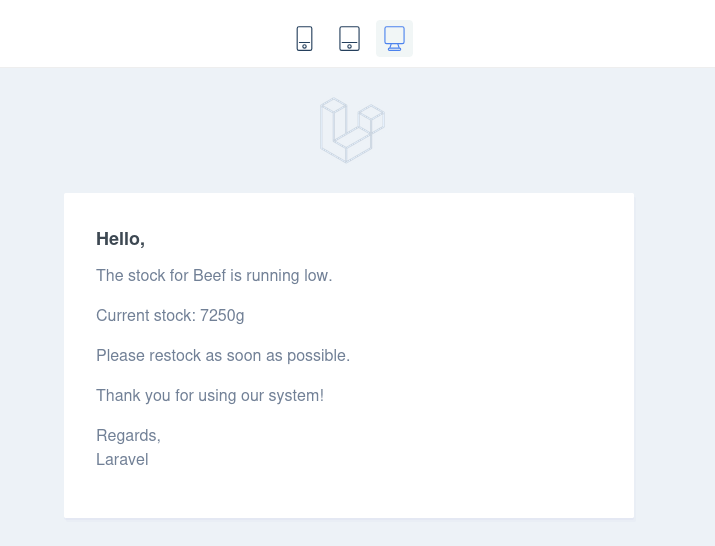 Hello,
The stock for Beef is running low.
Current stock: 7250g
Please restock as soon as possible.
Thank you for using our system!
Regards,
Laravel